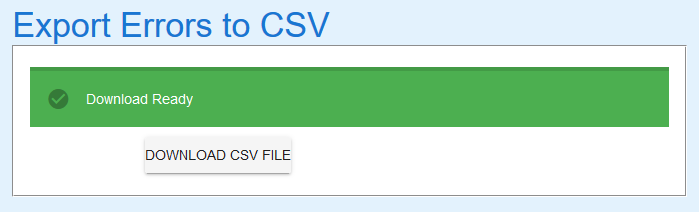 Export Errors to CSV
Download Ready
DOWNLOAD CSV FILE